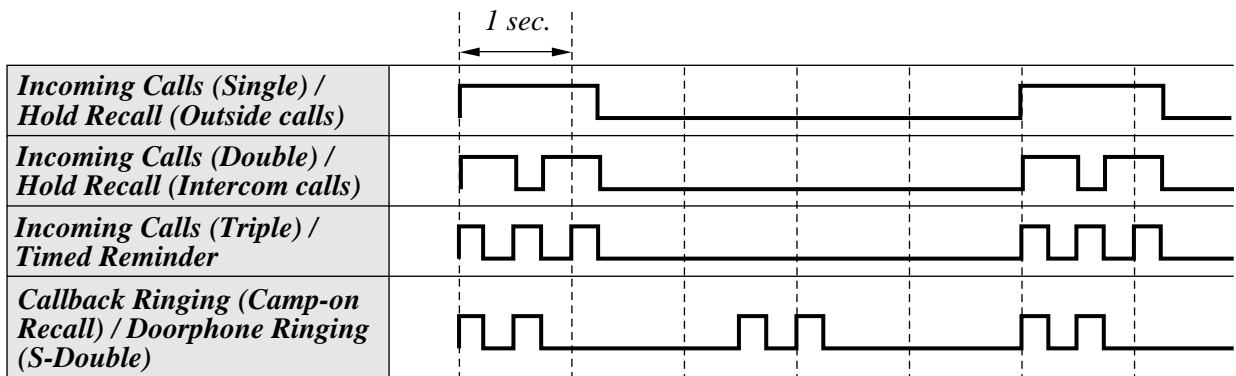 1 sec.
Incoming Calls (Single) /
Hold Recall (Outside calls)
Incoming Calls (Double) /
Hold Recall (Intercom calls)
Incoming Calls (Triple) /
Timed Reminder
Callback Ringing (Camp-on
Recall) / Doorphone Ringing
(S-Double)